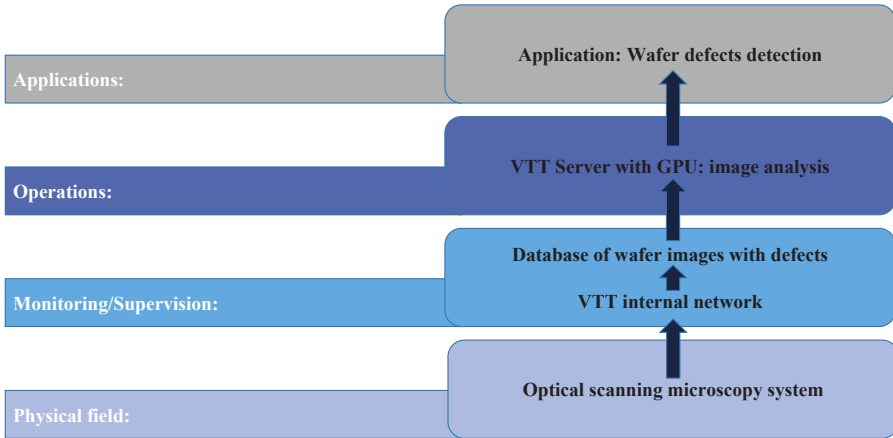 Application: Wafer defects detection
Applications:
VTT Server with GPU: image analysis
Operations:
Database of wafer images with defects
Monitoring/Supervision:
VTT internal network
Optical scanning microscopy system
Physical field: